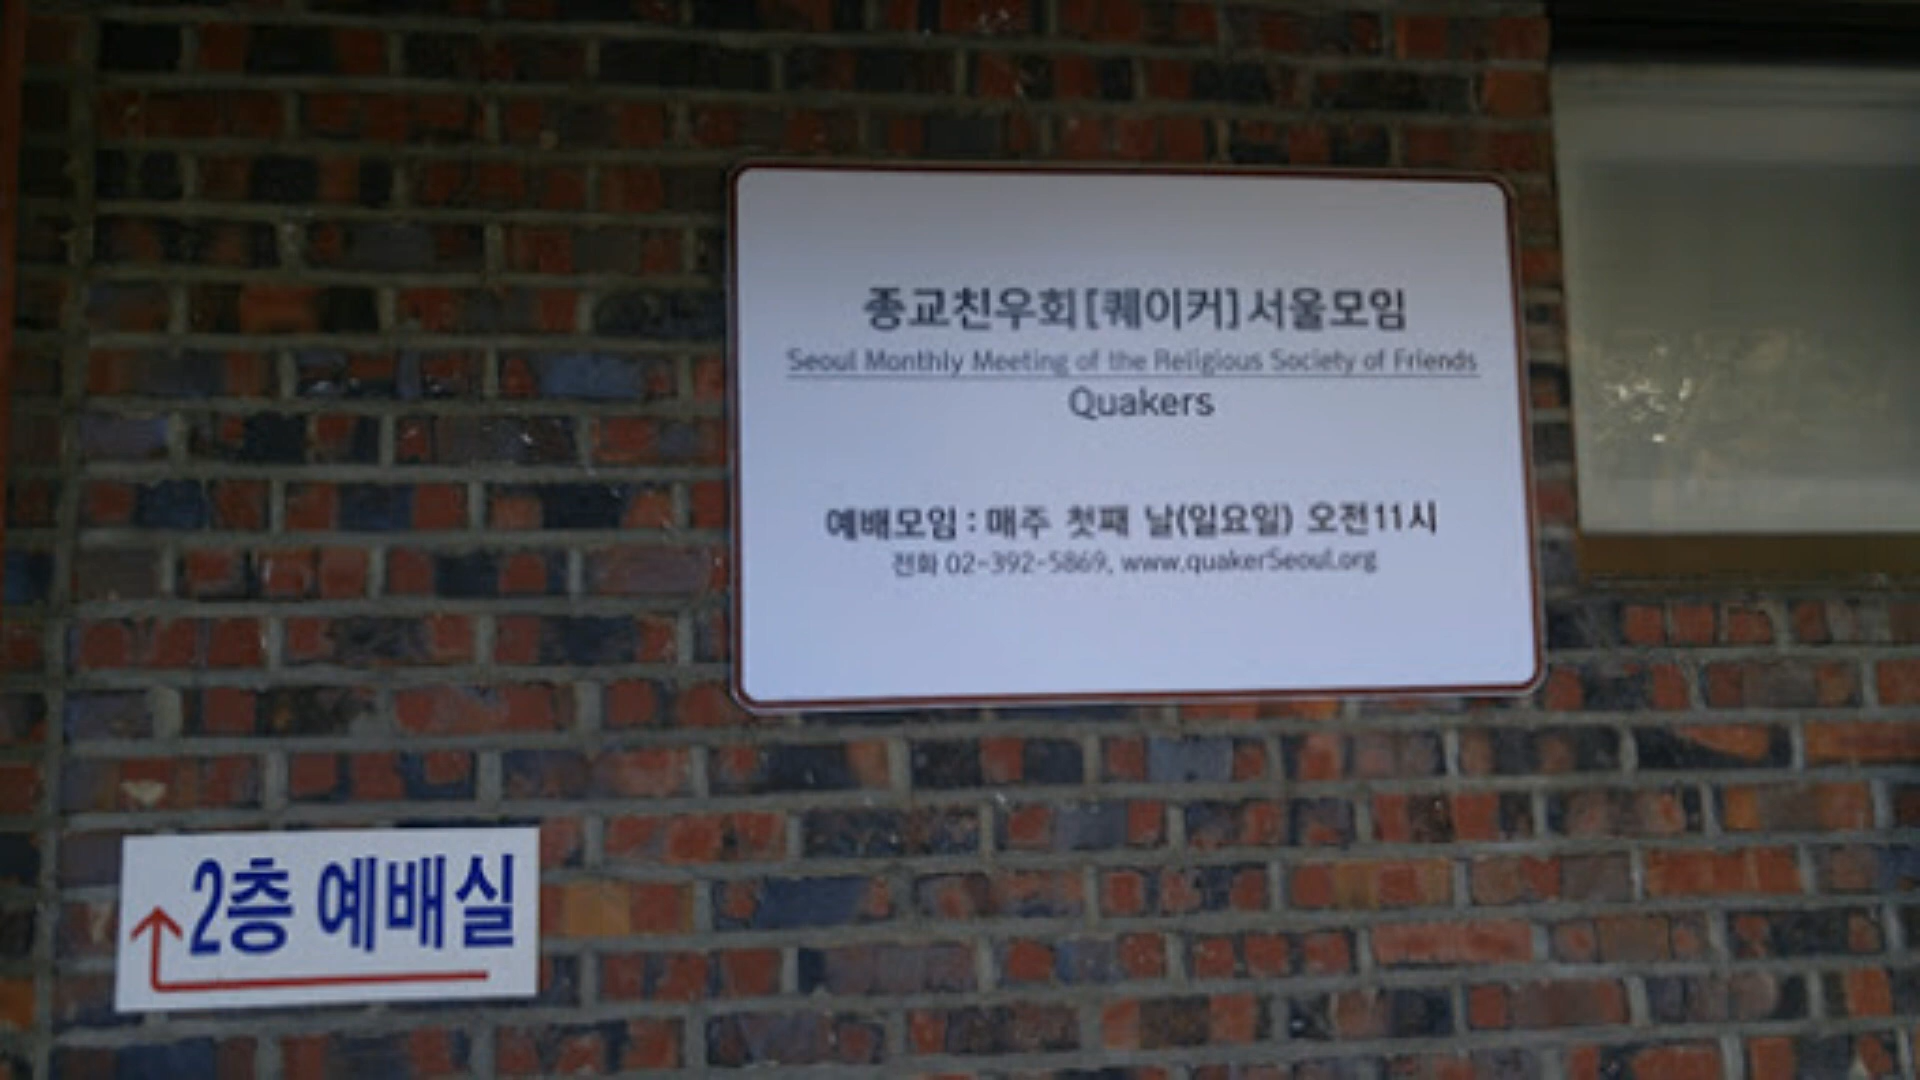 종교친우회[퀘이커]서울모임
Seoul Monthly Meeting of the Religious Society of Friends
Quakers
예배모임 : 매주 첫째 날(일요일) 오전11시
전화 02-392-5869, www.quakerSeoul.org
2층 예배실